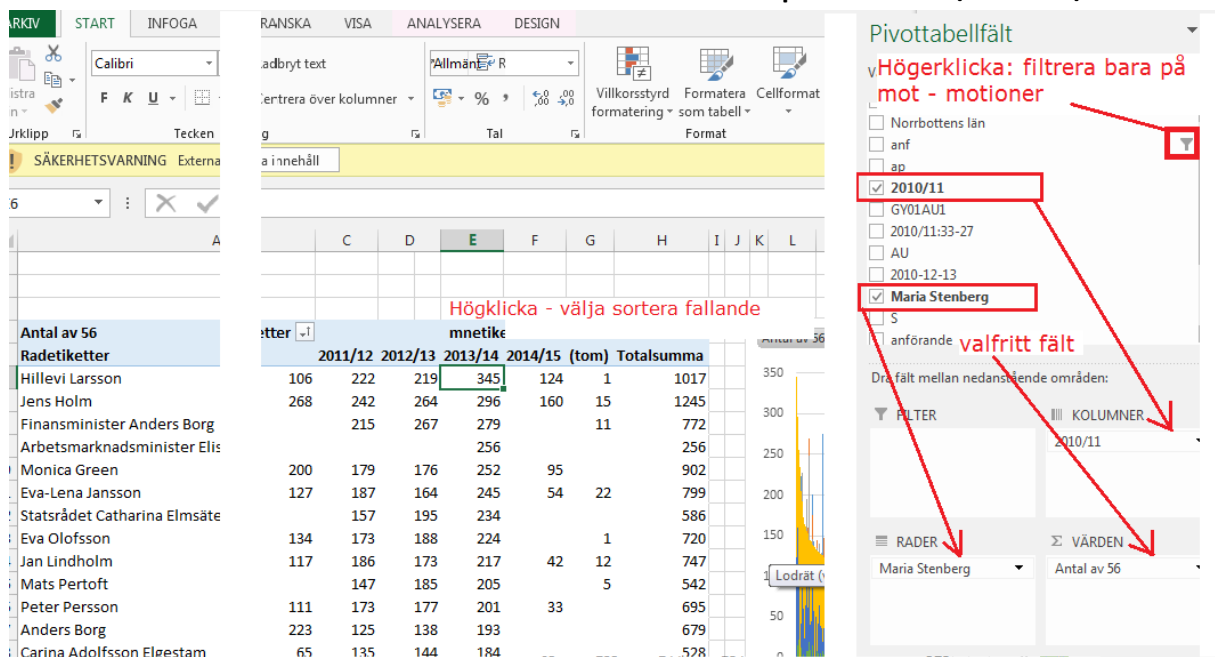 ARKIV START INFOGA RANSKA VISA ANALYSERA DESIGN
Calibri
adbryt text
Allmänt R
F K U
Centrera över kolumner
% ,00
Villkorsstyrd formatering
Formatera som tabell
Cellformat
Urklipp Tecken g Tal Format
SÄKERHETSVARNING Externa a innehåll
A C D E F G H I J K L
Högklicka - välja sortera fallande
Antal av 56 etter mnetike
Radetiketter 2011/12 2012/13 2013/14 2014/15 (tom) Totalsumma
Hillevi Larsson 106 222 219 345 124 1 1017
Jens Holm 268 242 264 296 160 15 1245
Finansminister Anders Borg 215 267 279 11 772
Arbetsmarknadsminister Elis 256 256
Monica Green 200 179 176 252 95 902
Eva-Lena Jansson 127 187 164 245 54 22 799
Statsrådet Catharina Elmsäte 157 195 234 586
Eva Olofsson 134 173 188 224 1 720
Jan Lindholm 117 186 173 217 42 12 747
Mats Pertoft 147 185 205 5 542
Peter Persson 111 173 177 201 33 695
Anders Borg 223 125 138 193 679
Carina Adolfsson Elgestam 65 135 144 184 528
Antal av 56
350
300
250
200
150
Lodrät (v
50
0
Pivottabellfält
Högerklicka: filtrera bara på
mot - motioner
Norrbottens län
anf
ap
2010/11
GY01AU1
2010/11:33-27
AU
2010-12-13
Maria Stenberg
S
anförande
valfritt fält
Dra fält mellan nedanstående områden:
FILTER KOLUMNER
2010/11
RADER Σ VÄRDEN
Maria Stenberg Antal av 56